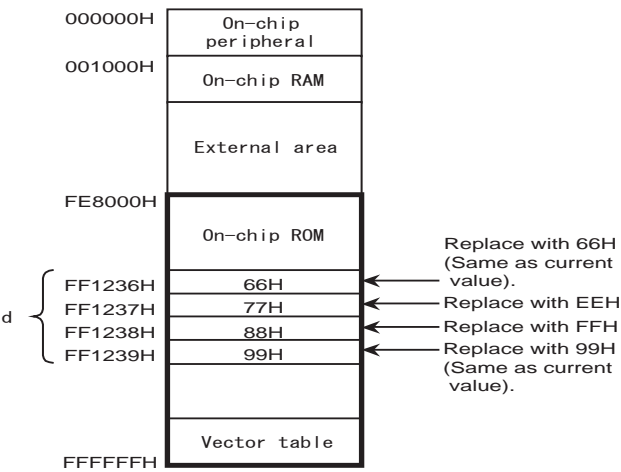 000000H
On-chip
peripheral
001000H
On-chip RAM
External area
FE8000H
On-chip ROM
Replace with 66H
(Same as current
value).
FF1236H
66H
FF1237H
77H
Replace with EEH
d
FF1238H
88H
Replace with FFH
FF1239H
99H
Replace with 99H
(Same as current
value).
Vector table
FFFFFFH